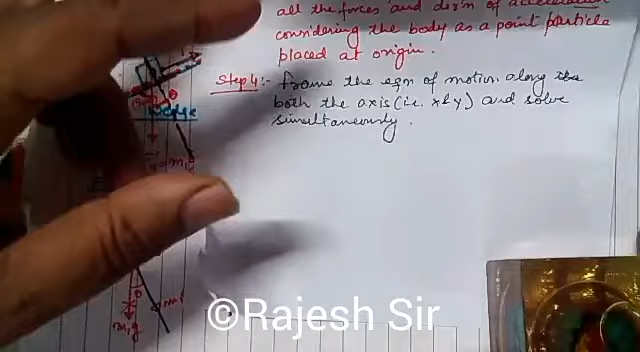 all the forces and dirn of acceleration
considering the body as a point particle
placed at origin.
Step 4:- frame the eqn of motion along the
both the axis (i.e. x & y) and solve
simultaneously.
θ
wedge
θ
m,g
©Rajesh Sir